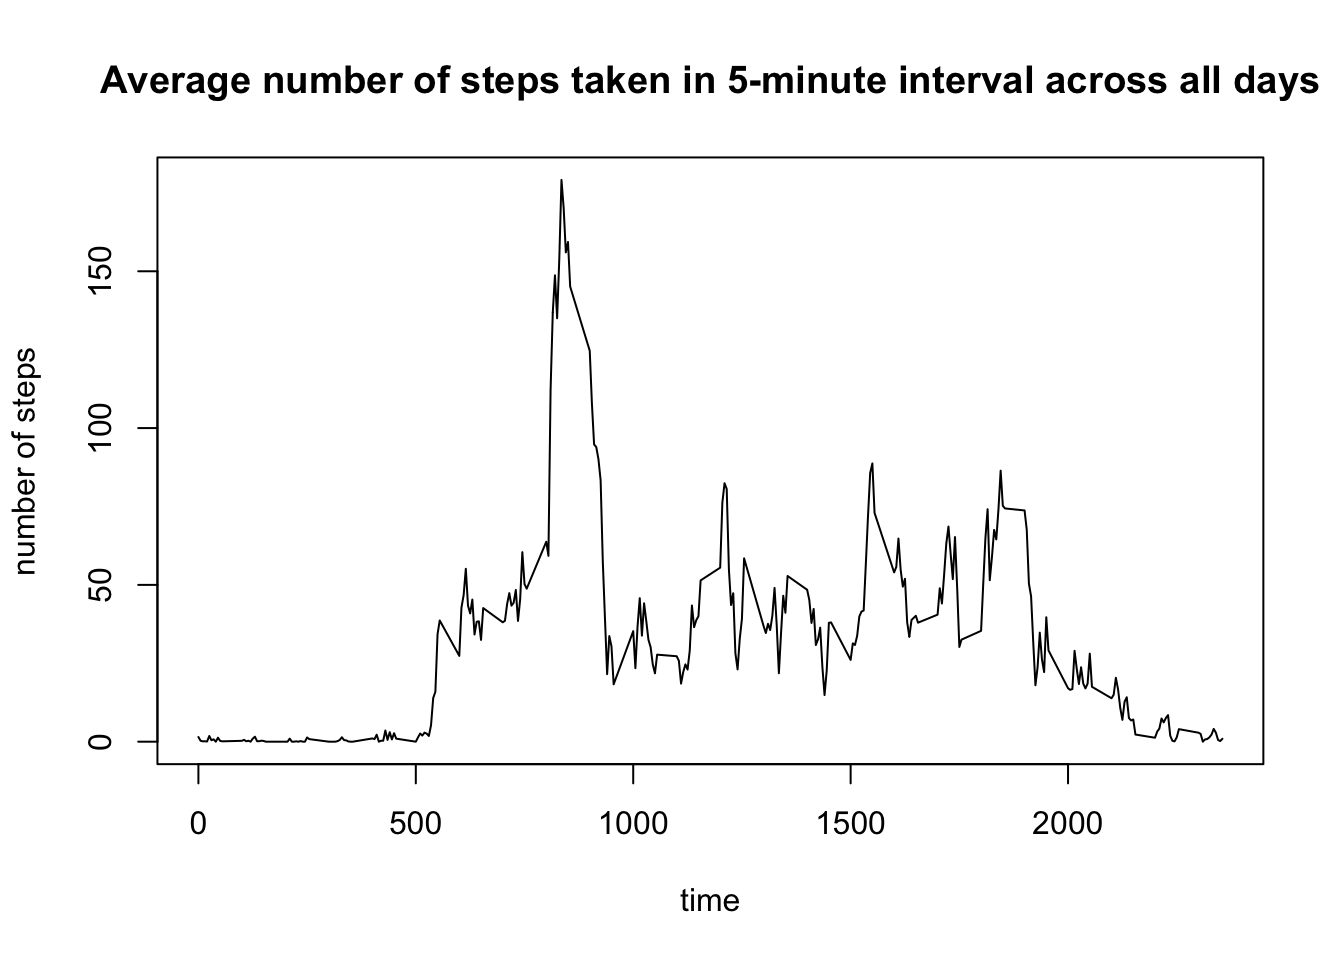 Average number of steps taken in 5-minute interval across all days
number of steps
150
100
50
0
0 500 1000 1500 2000
time